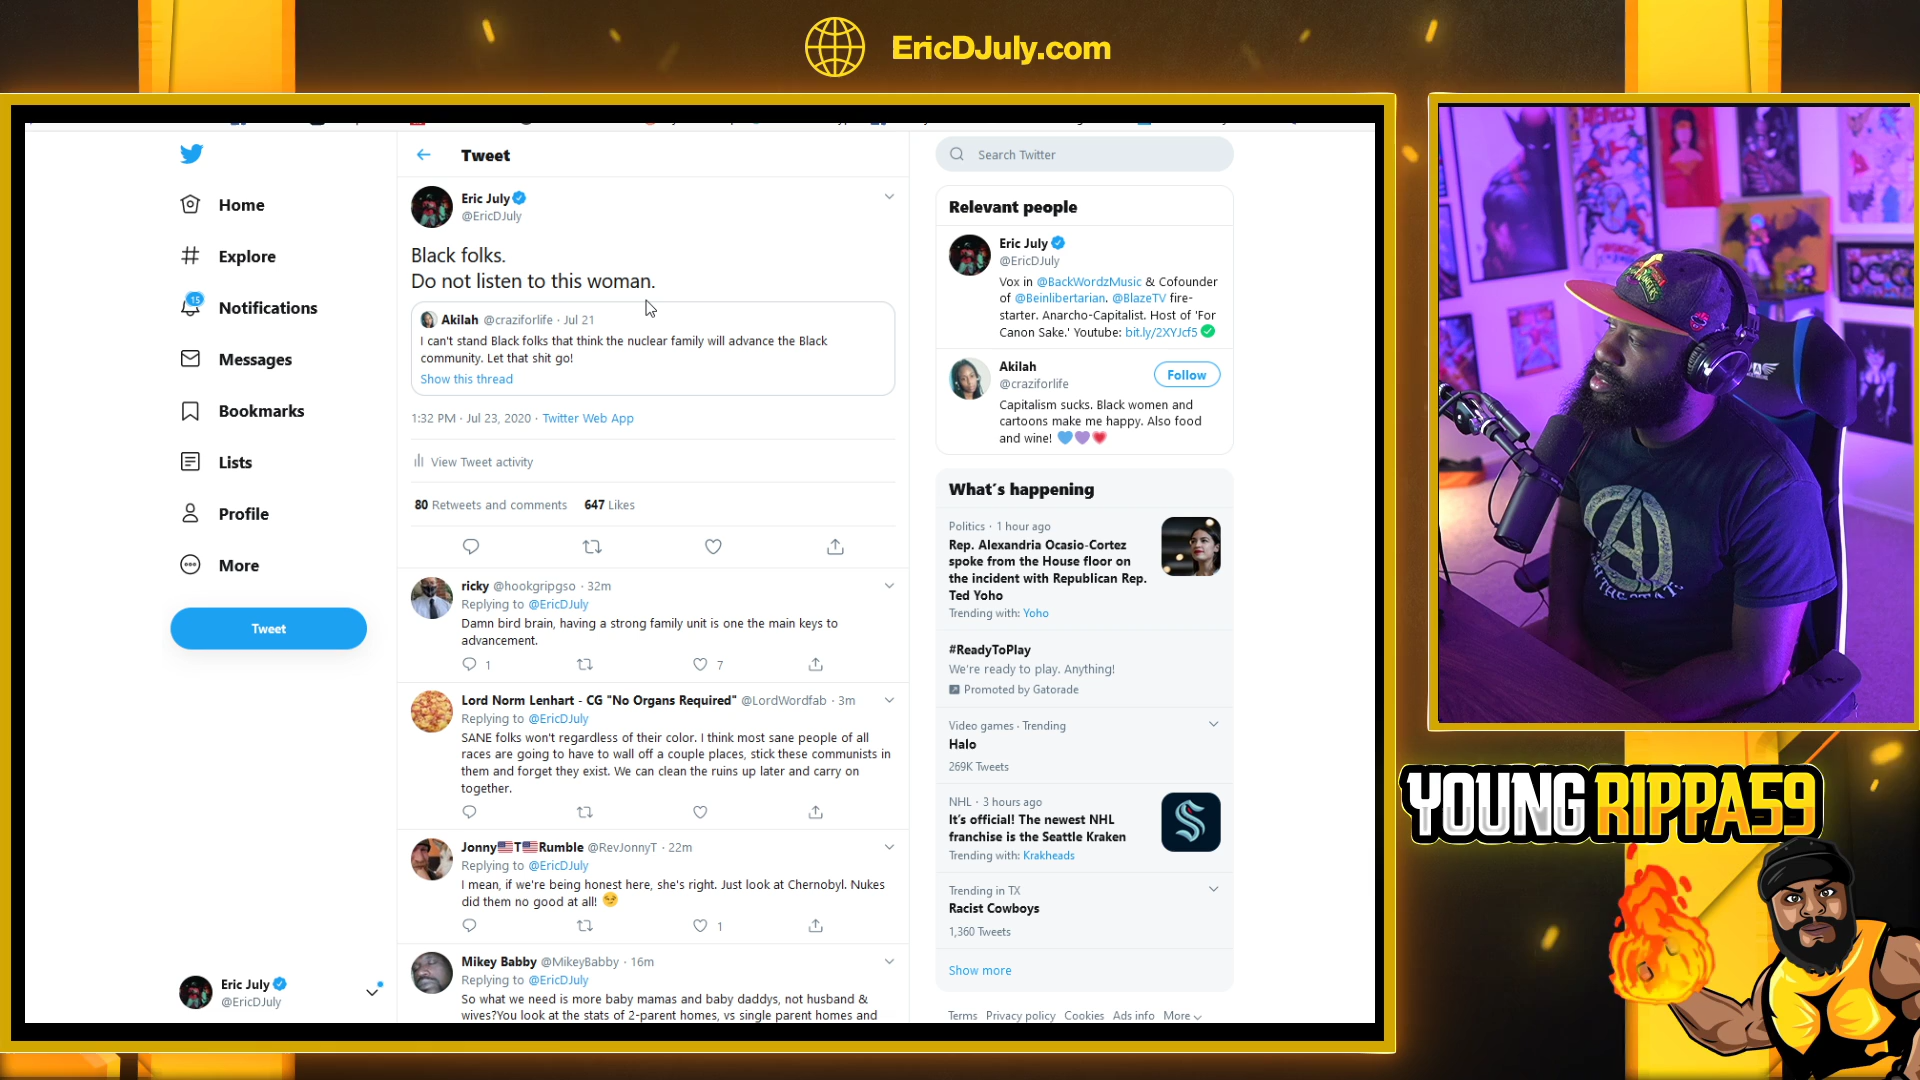 EricDJuly.com
Home
Explore
15
Notifications
Messages
Bookmarks
Lists
Profile
More
Tweet
Eric July
@EricDJuly
Tweet
Eric July
@EricDJuly
Black folks.
Do not listen to this woman.
Akilah @craziforlife · Jul 21
I can't stand Black folks that think the nuclear family will advance the Black
community. Let that shit go!
Show this thread
1:32 PM · Jul 23, 2020 · Twitter Web App
View Tweet activity
80 Retweets and comments 647 Likes
ricky @hookgripgso · 32m
Replying to @EricDJuly
Damn bird brain, having a strong family unit is one the main keys to
advancement.
1
7
Lord Norm Lenhart - CG "No Organs Required" @LordWordfab · 3m
Replying to @EricDJuly
SANE folks won't regardless of their color. I think most sane people of all
races are going to have to wall off a couple places, stick these communists in
them and forget they exist. We can clean the ruins up later and carry on
together.
Jonny T Rumble @RevJonnyT · 22m
Replying to @EricDJuly
I mean, if we're being honest here, she's right. Just look at Chernobyl. Nukes
did them no good at all!
1
Mikey Babby @MikeyBabby · 16m
Replying to @EricDJuly
So what we need is more baby mamas and baby daddys, not husband &
wives?You look at the stats of 2-parent homes, vs single parent homes and
Search Twitter
Relevant people
Eric July
@EricDJuly
Vox in @BackWordzMusic & Cofounder
of @Beinlibertarian. @BlazeTV fire-
starter. Anarcho-Capitalist. Host of 'For
Canon Sake.' Youtube: bit.ly/2XYJcf5
Akilah
@craziforlife
Follow
Capitalism sucks. Black women and
cartoons make me happy. Also food
and wine!
What's happening
Politics · 1 hour ago
Rep. Alexandria Ocasio-Cortez
spoke from the House floor on
the incident with Republican Rep.
Ted Yoho
Trending with: Yoho
#ReadyToPlay
We're ready to play. Anything!
Promoted by Gatorade
Video games · Trending
Halo
269K Tweets
NHL · 3 hours ago
It's official! The newest NHL
franchise is the Seattle Kraken
Trending with: Krakheads
Trending in TX
Racist Cowboys
1,360 Tweets
Show more
Terms Privacy policy Cookies Ads info More
YOUNG RIPPA59